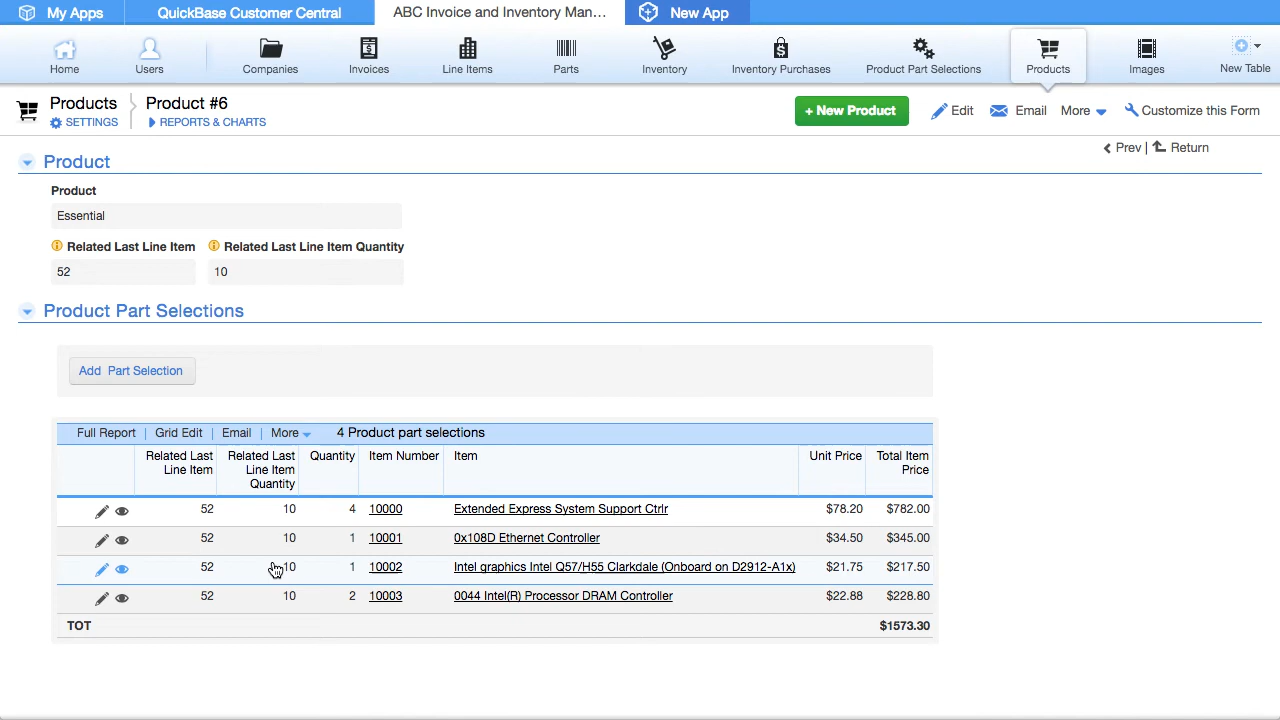 My Apps QuickBase Customer Central ABC Invoice and Inventory Man... New App
Home Users Companies Invoices Line Items Parts Inventory Inventory Purchases Product Part Selections Products Images New Table
Products Product #6 + New Product Edit Email More Customize this Form
SETTINGS REPORTS & CHARTS
Prev | Return
Product
Product
Essential
Related Last Line Item Related Last Line Item Quantity
52 10
Product Part Selections
Add Part Selection
Full Report | Grid Edit | Email | More 4 Product part selections
Related Last Related Last Quantity Item Number Item Unit Price Total Item
Line Item Line Item Price
Quantity
52 10 4 10000 Extended Express System Support Ctrlr $78.20 $782.00
52 10 1 10001 0x108D Ethernet Controller $34.50 $345.00
52 10 1 10002 Intel graphics Intel Q57/H55 Clarkdale (Onboard on D2912-A1x) $21.75 $217.50
52 10 2 10003 0044 Intel(R) Processor DRAM Controller $22.88 $228.80
TOT $1573.30